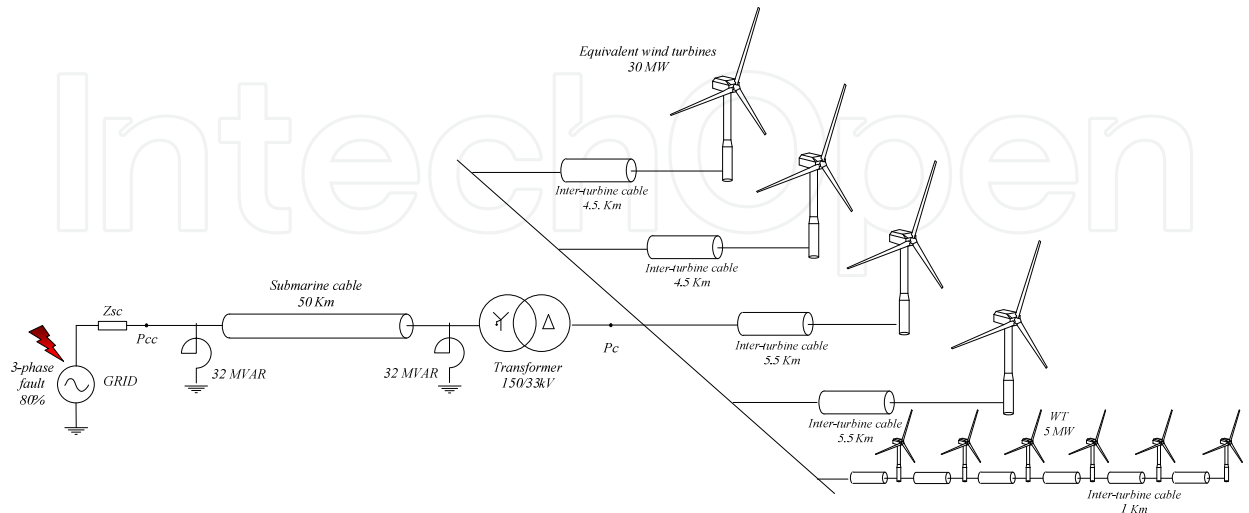 IntechOpen
Equivalent wind turbines
30 MW
Inter-turbine cable
4.5. Km
Inter-turbine cable
4.5 Km
Submarine cable
50 Km
Zsc
Pcc
3-phase
fault
80%
GRID
32 MVAR
32 MVAR
Transformer
150/33kV
Pc
Inter-turbine cable
5.5 Km
Inter-turbine cable
5.5 Km
WT
5 MW
Inter-turbine cable
1 Km